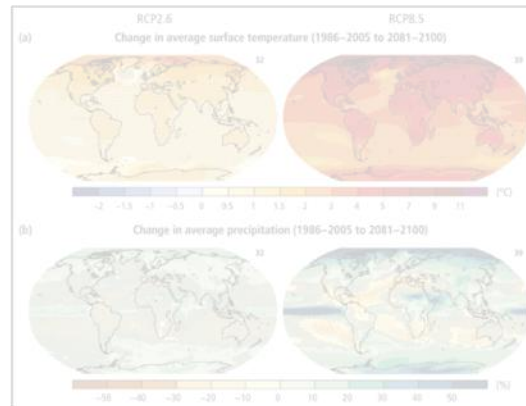 RCP2.6 RCP8.5
(a) Change in average surface temperature (1986–2005 to 2081–2100)
32 39
(°C)
−2 −1.5 −1 −0.5 0 0.5 1 1.5 2 3 4 5 7 9 11
(b) Change in average precipitation (1986–2005 to 2081–2100)
32 39
(%)
−50 −40 −30 −20 −10 0 10 20 30 40 50